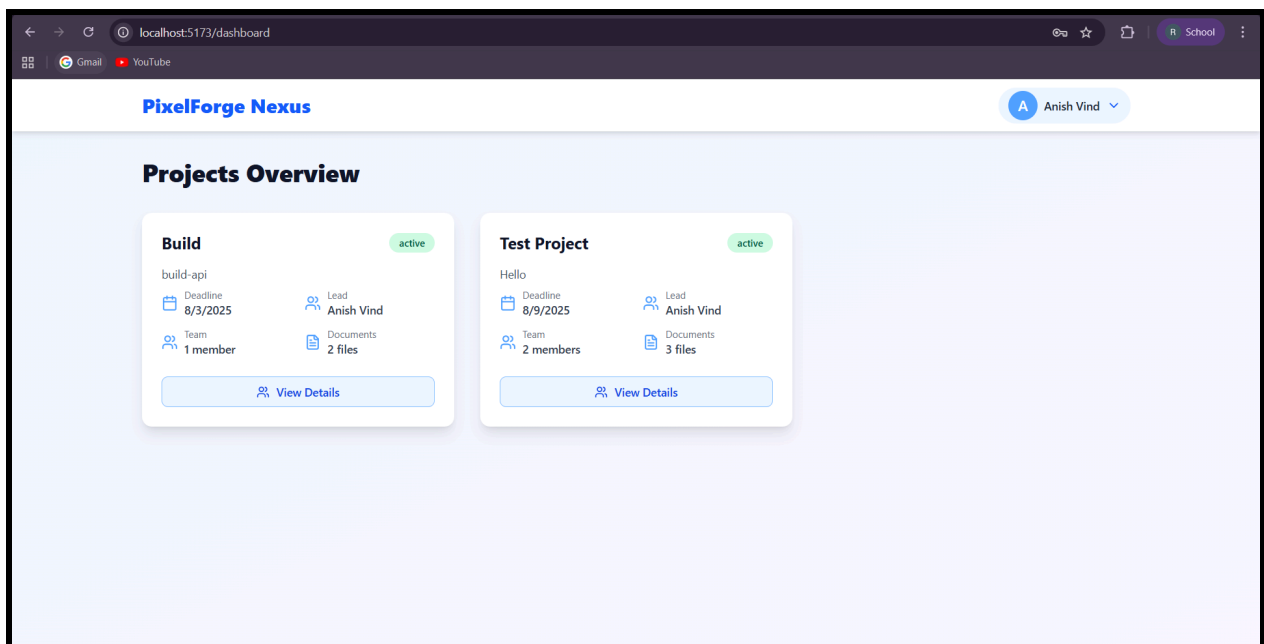 localhost:5173/dashboard
R School
Gmail YouTube
PixelForge Nexus
A Anish Vind
Projects Overview
Build active
build-api
Deadline Lead
8/3/2025 Anish Vind
Team Documents
1 member 2 files
View Details
Test Project active
Hello
Deadline Lead
8/9/2025 Anish Vind
Team Documents
2 members 3 files
View Details